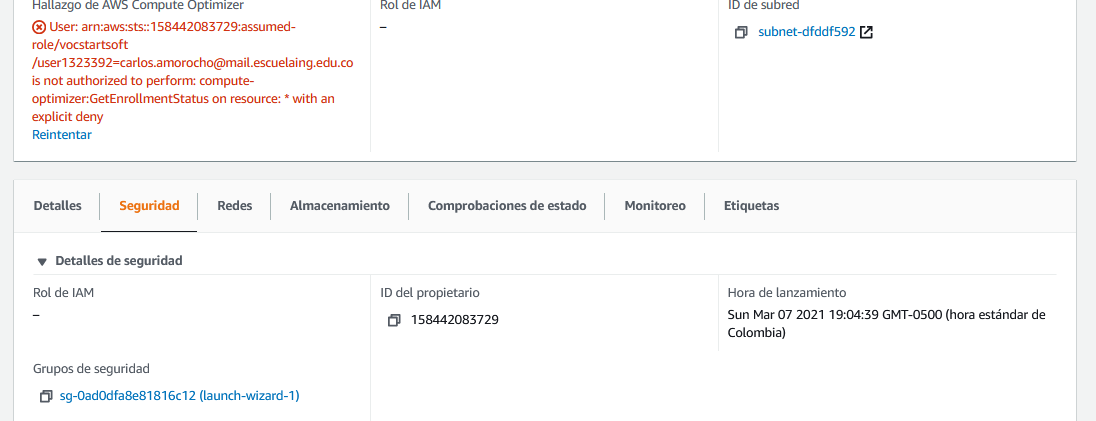 Hallazgo de AWS Compute Optimizer
User: arn:aws:sts::158442083729:assumed-
role/vocstartsoft
/user1323392=carlos.amorocho@mail.escuelaing.edu.co
is not authorized to perform: compute-
optimizer:GetEnrollmentStatus on resource: * with an
explicit deny
Reintentar
Rol de IAM
–
ID de subred
subnet-dfddf592
Detalles
Seguridad
Redes
Almacenamiento
Comprobaciones de estado
Monitoreo
Etiquetas
Detalles de seguridad
Rol de IAM
–
ID del propietario
158442083729
Hora de lanzamiento
Sun Mar 07 2021 19:04:39 GMT-0500 (hora estándar de
Colombia)
Grupos de seguridad
sg-0ad0dfa8e81816c12 (launch-wizard-1)